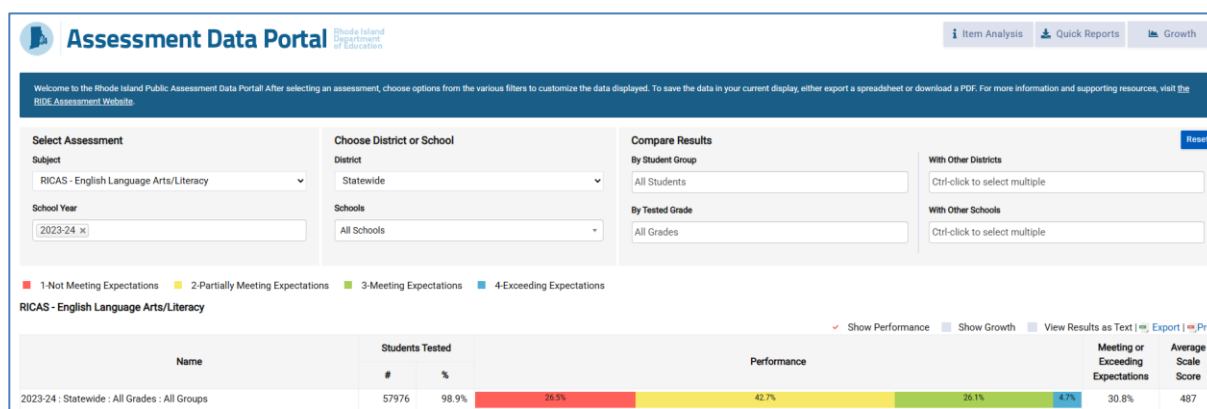 Assessment Data Portal
Rhode Island
Department
of Education
Item Analysis
Quick Reports
Growth
Welcome to the Rhode Island Public Assessment Data Portal! After selecting an assessment, choose options from the various filters to customize the data displayed. To save the data in your current display, either export a spreadsheet or download a PDF. For more information and supporting resources, visit the
RIDE Assessment Website.
Select Assessment
Subject
RICAS - English Language Arts/Literacy
School Year
2023-24 ×
Choose District or School
District
Statewide
Schools
All Schools
Compare Results
Reset
By Student Group
All Students
By Tested Grade
All Grades
With Other Districts
Ctrl-click to select multiple
With Other Schools
Ctrl-click to select multiple
1-Not Meeting Expectations 2-Partially Meeting Expectations 3-Meeting Expectations 4-Exceeding Expectations
RICAS - English Language Arts/Literacy
Show Performance Show Growth View Results as Text | Export | Pr
Name
Students Tested
# %
Performance
Meeting or
Exceeding
Expectations
Average
Scale
Score
2023-24 : Statewide : All Grades : All Groups 57976 98.9% 26.5% 42.7% 26.1% 4.7% 30.8% 487